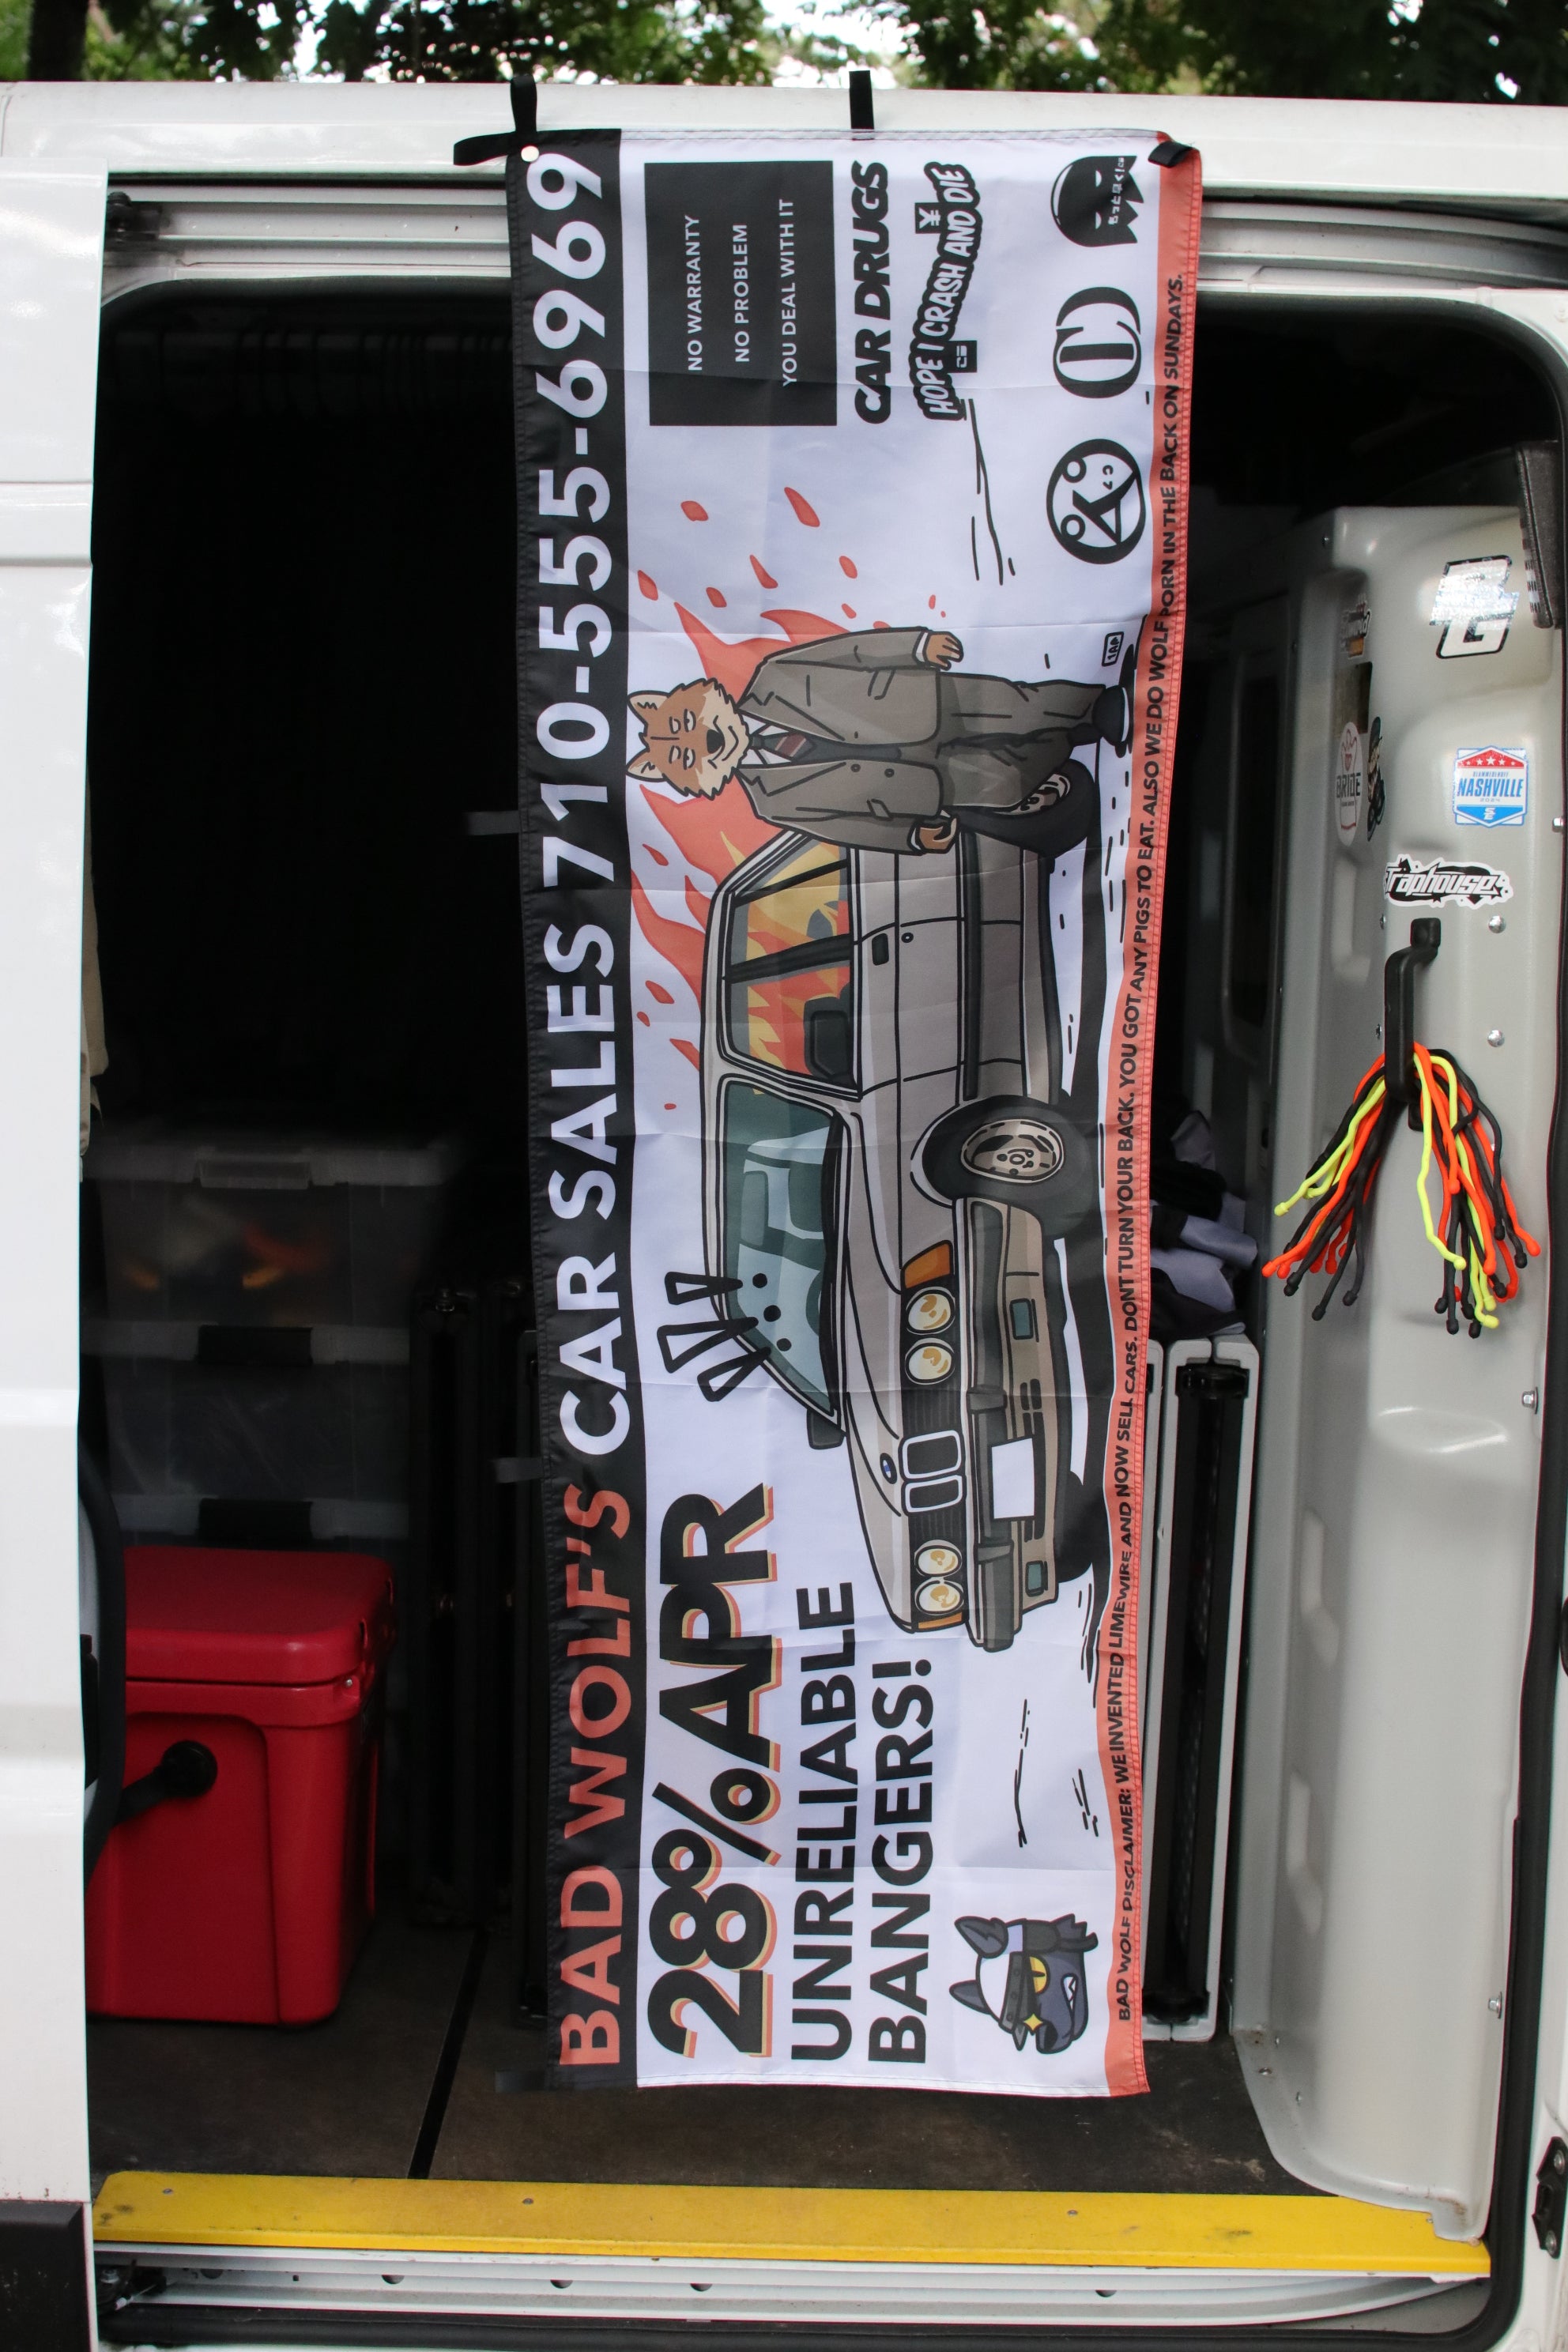 BAD WOLF'S CAR SALES 710-555-6969
28% APR
UNRELIABLE
BANGERS!
NO WARRANTY
NO PROBLEM
YOU DEAL WITH IT
CAR DRUGS
HOPE I CRASH AND DIE
BAD WOLF DISCLAIMER: WE INVENTED LIMEWIRE AND NOW SELL CARS. DONT TURN YOUR BACK. YOU GOT ANY PIGS TO EAT. ALSO WE DO WOLF PORN IN THE BACK ON SUNDAYS.
NASHVILLE
Traphouse